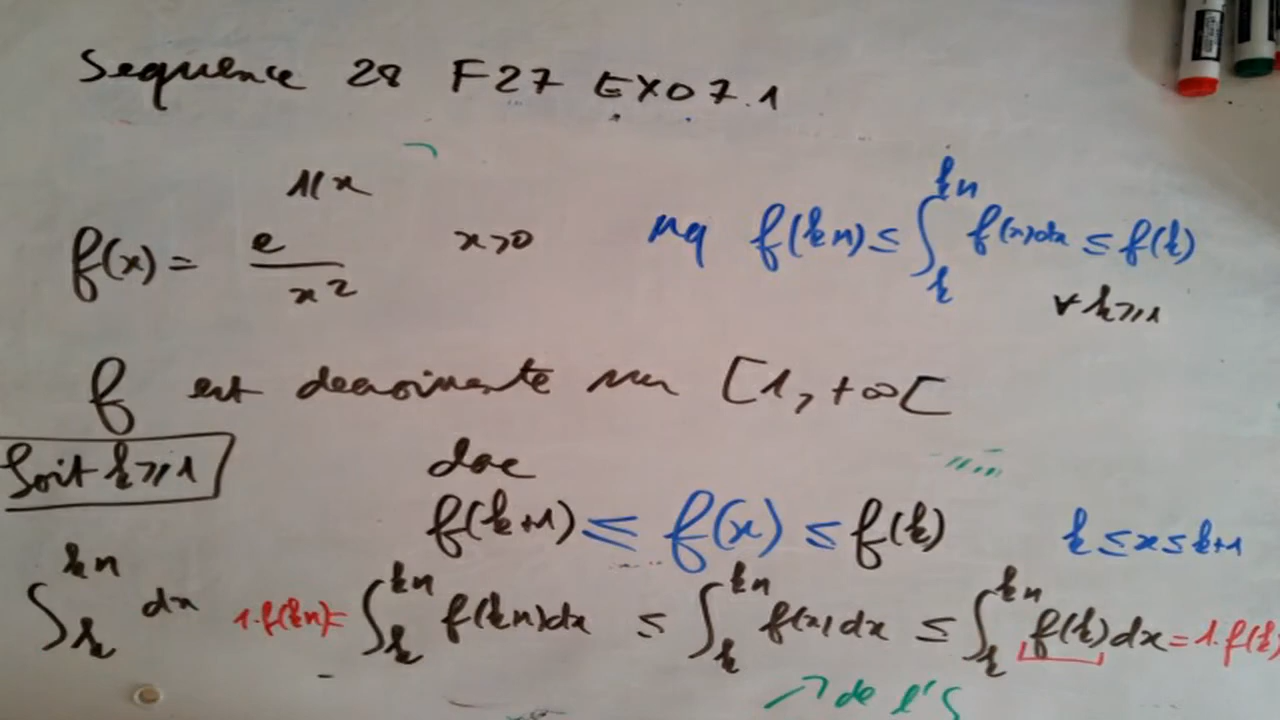 Sequence 28 F27 EXO 7.1
f(x) = e^{1/x} / x^2 x>0 mq f(k+1) ≤ ∫_k^{k+1} f(x)dx ≤ f(k)
∀ k≥1
f est decroissante sur [1,+∞[
Soit k≥1
donc
f(k+1) ≤ f(x) ≤ f(k) k ≤ x ≤ k+1
∫_k^{k+1} dx 1·f(k+1) = ∫_k^{k+1} f(k+1)dx ≤ ∫_k^{k+1} f(x)dx ≤ ∫_k^{k+1} f(k)dx = 1·f(k)
↗ de l'∫